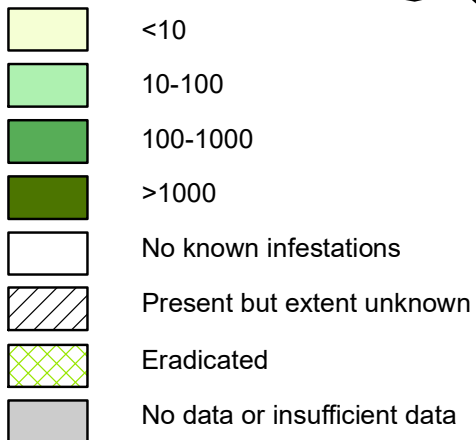 <10
10-100
100-1000
>1000
No known infestations
Present but extent unknown
Eradicated
No data or insufficient data